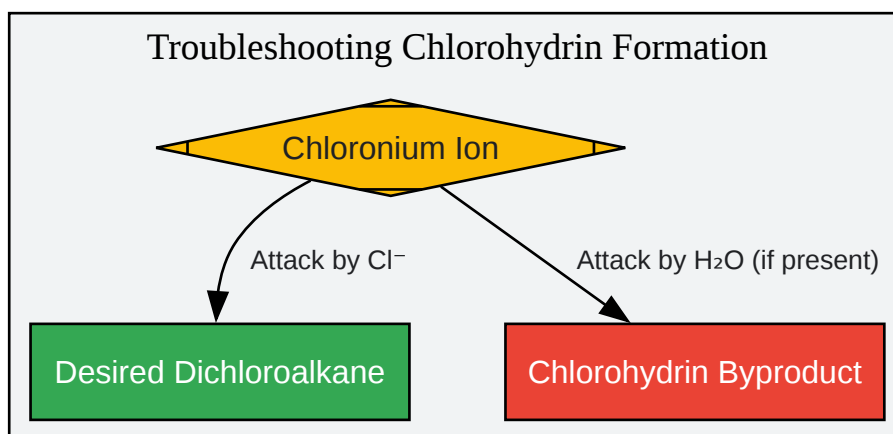 Troubleshooting Chlorohydrin Formation
Chloronium Ion
Attack by Cl⁻
Attack by H₂O (if present)
Desired Dichloroalkane
Chlorohydrin Byproduct